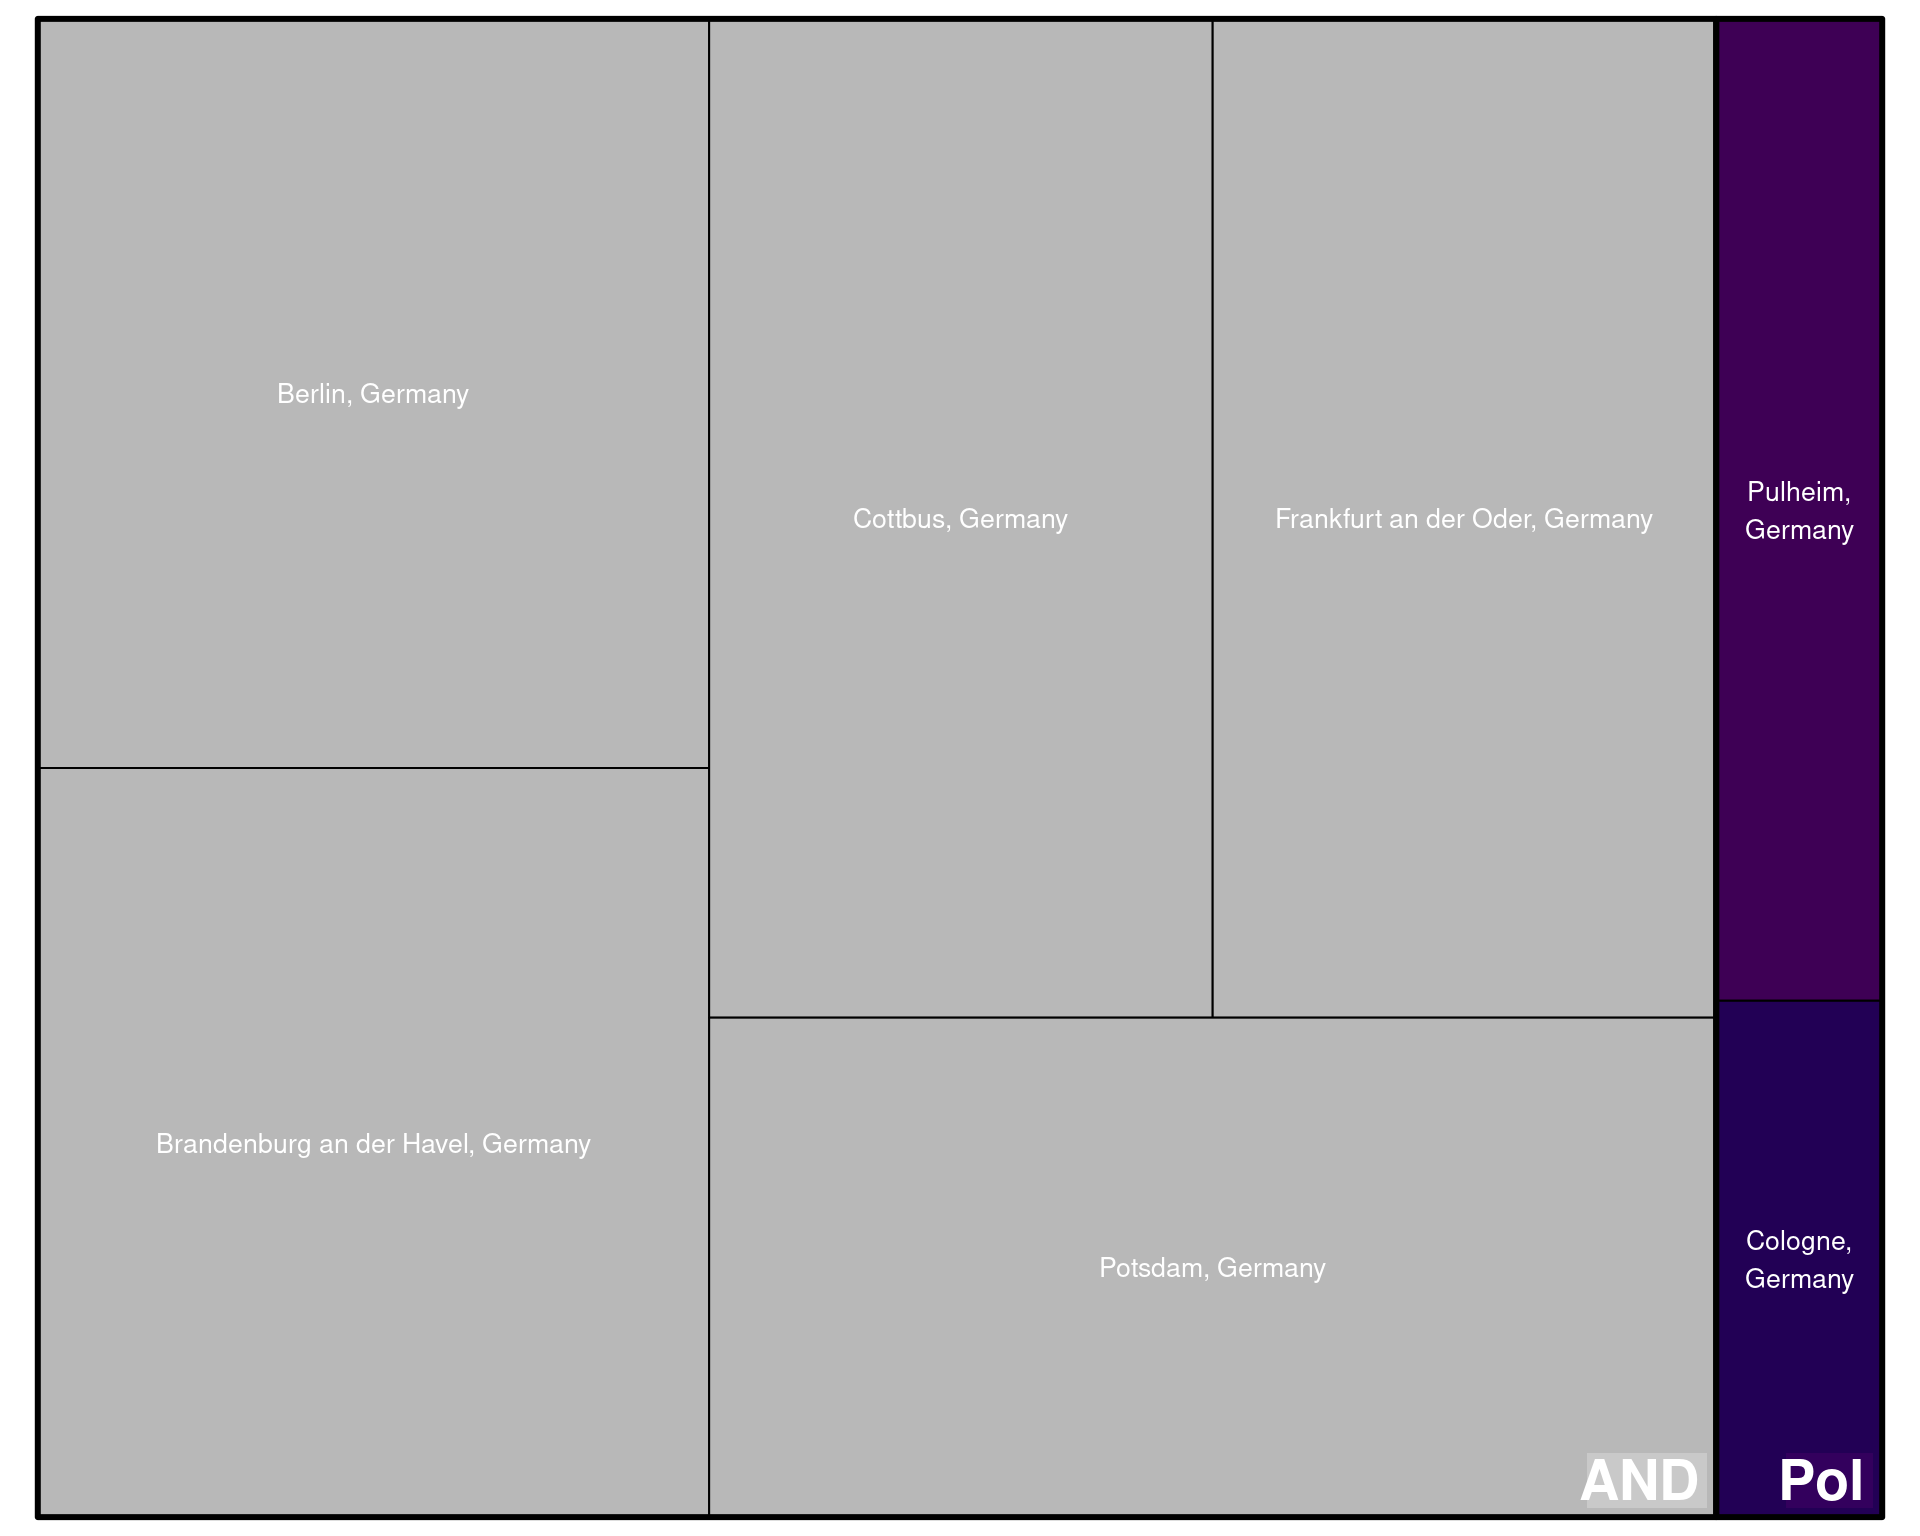 Berlin, Germany
Cottbus, Germany
Frankfurt an der Oder, Germany
Pulheim,
Germany
Brandenburg an der Havel, Germany
Potsdam, Germany
Cologne,
Germany
AND
Pol